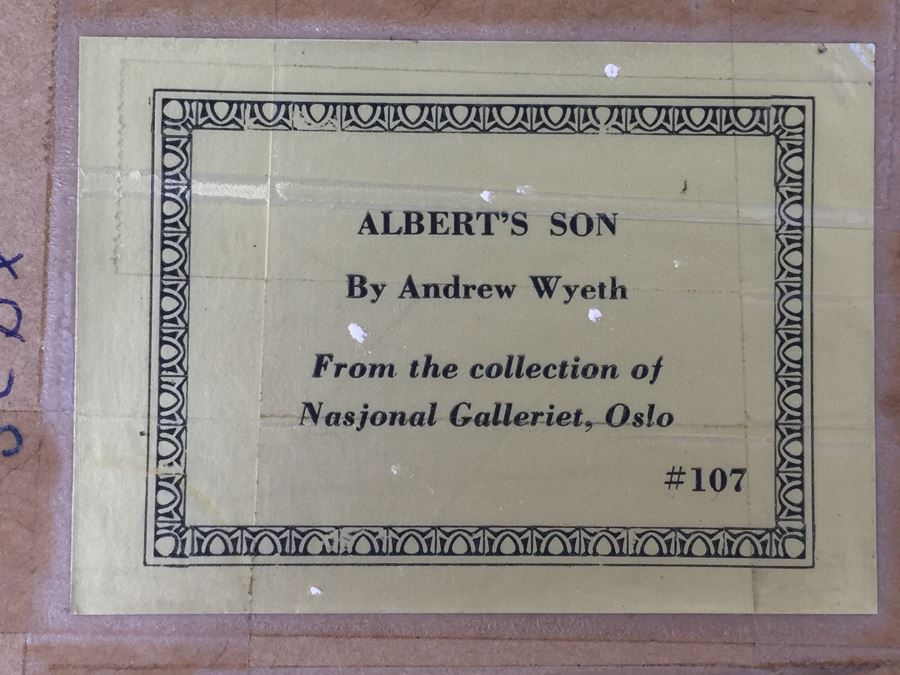 ALBERT'S SON
By Andrew Wyeth
From the collection of
Nasjonal Galleriet, Oslo
#107